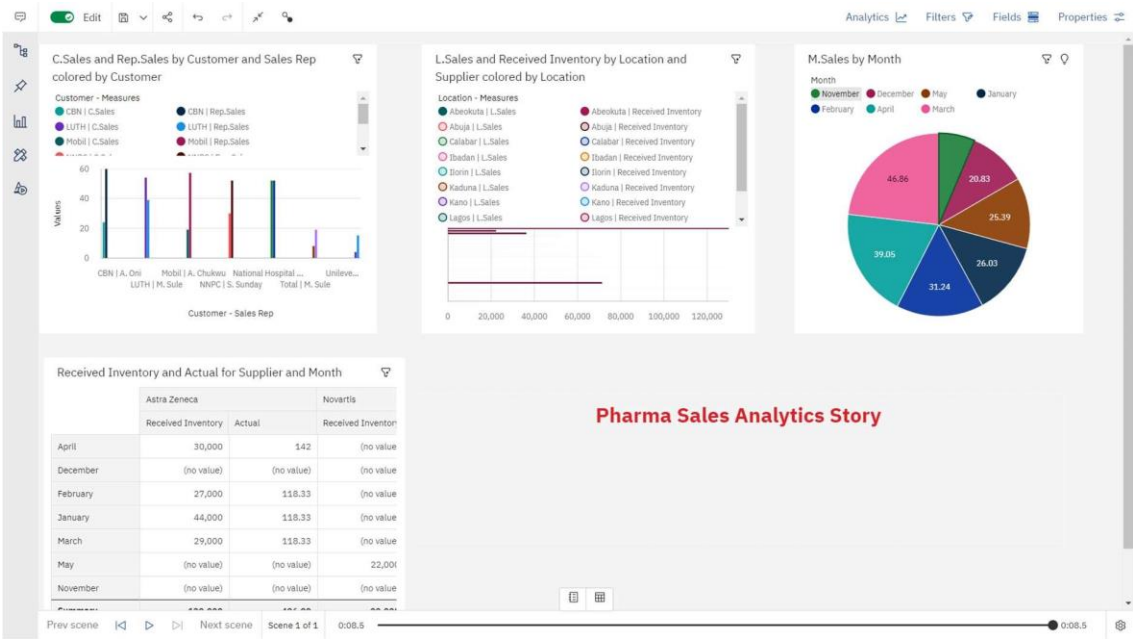 Edit
Analytics
Filters
Fields
Properties
C.Sales and Rep.Sales by Customer and Sales Rep
colored by Customer
Customer - Measures
CBN | C.Sales
CBN | Rep.Sales
LUTH | C.Sales
LUTH | Rep.Sales
Mobil | C.Sales
Mobil | Rep.Sales
60
40
20
0
Values
CBN | A. Oni
Mobil | A. Chukwu
National Hospital ...
Unileve...
LUTH | M. Sule
NNPC | S. Sunday
Total | M. Sule
Customer - Sales Rep
L.Sales and Received Inventory by Location and
Supplier colored by Location
Location - Measures
Abeokuta | L.Sales
Abeokuta | Received Inventory
Abuja | L.Sales
Abuja | Received Inventory
Calabar | L.Sales
Calabar | Received Inventory
Ibadan | L.Sales
Ibadan | Received Inventory
Ilorin | L.Sales
Ilorin | Received Inventory
Kaduna | L.Sales
Kaduna | Received Inventory
Kano | L.Sales
Kano | Received Inventory
Lagos | L.Sales
Lagos | Received Inventory
0 20,000 40,000 60,000 80,000 100,000 120,000
M.Sales by Month
Month
November December May January
February April March
46.86
20.83
25.39
39.05
26.03
31.24
Received Inventory and Actual for Supplier and Month
Astra Zeneca Novartis
Received Inventory Actual Received Inventory
April 30,000 142 (no value
December (no value) (no value) (no value
February 27,000 118.33 (no value
January 44,000 118.33 (no value
March 29,000 118.33 (no value
May (no value) (no value) 22,000
November (no value) (no value) (no value
Pharma Sales Analytics Story
Prev scene
Next scene
Scene 1 of 1
0:08.5
0:08.5